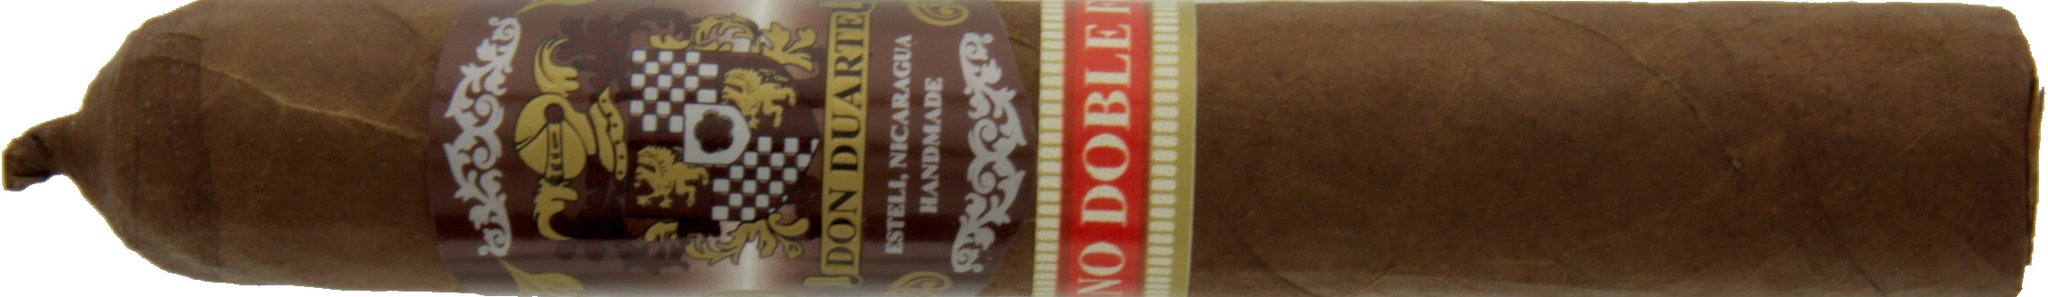 DON DUARTE
ESTELI, NICARAGUA
HANDMADE
NO DOBLE F